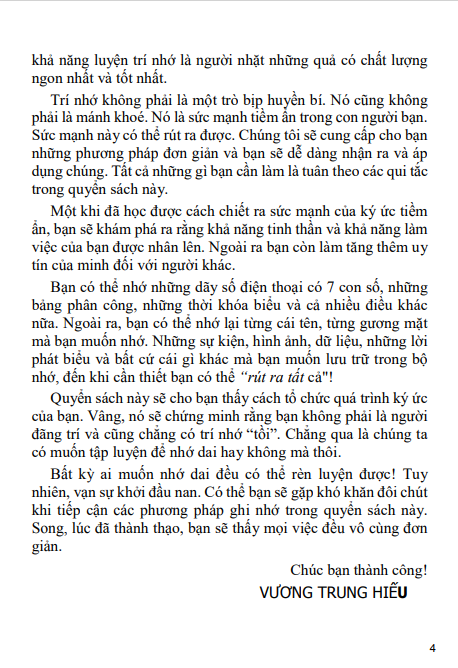 khả năng luyện trí nhớ là người nhặt những quả có chất lượng
ngon nhất và tốt nhất.
Trí nhớ không phải là một trò bịp huyền bí. Nó cũng không
phải là mánh khoé. Nó là sức mạnh tiềm ẩn trong con người bạn.
Sức mạnh này có thể rút ra được. Chúng tôi sẽ cung cấp cho bạn
những phương pháp đơn giản và bạn sẽ dễ dàng nhận ra và áp
dụng chúng. Tất cả những gì bạn cần làm là tuân theo các qui tắc
trong quyển sách này.
Một khi đã học được cách chiết ra sức mạnh của ký ức tiềm
ẩn, bạn sẽ khám phá ra rằng khả năng tinh thần và khả năng làm
việc của bạn được nhân lên. Ngoài ra bạn còn làm tăng thêm uy
tín của mình đối với người khác.
Bạn có thể nhớ những dãy số điện thoại có 7 con số, những
bảng phân công, những thời khóa biểu và cả nhiều điều khác
nữa. Ngoài ra, bạn có thể nhớ lại từng cái tên, từng gương mặt
mà bạn muốn nhớ. Những sự kiện, hình ảnh, dữ liệu, những lời
phát biểu và bất cứ cái gì khác mà bạn muốn lưu trữ trong bộ
nhớ, đến khi cần thiết bạn có thể “rút ra tất cả"!
Quyển sách này sẽ cho bạn thấy cách tổ chức quá trình ký ức
của bạn. Vâng, nó sẽ chứng minh rằng bạn không phải là người
đãng trí và cũng chẳng có trí nhớ “tồi”. Chẳng qua là chúng ta
có muốn tập luyện để nhớ dai hay không mà thôi.
Bất kỳ ai muốn nhớ dai đều có thể rèn luyện được! Tuy
nhiên, vạn sự khởi đầu nan. Có thể bạn sẽ gặp khó khăn đôi chút
khi tiếp cận các phương pháp ghi nhớ trong quyển sách này.
Song, lúc đã thành thạo, bạn sẽ thấy mọi việc đều vô cùng đơn
giản.
Chúc bạn thành công!
VƯƠNG TRUNG HIẾU
4